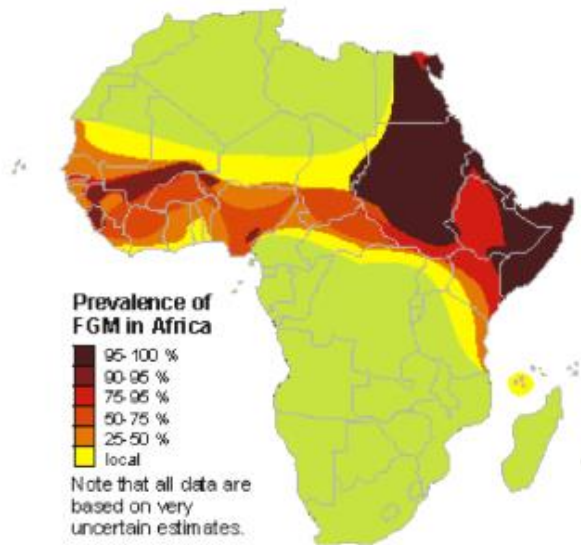 Prevalence of
FGM in Africa
95-100 %
90-95 %
75-95 %
50-75 %
25-50 %
local
Note that all data are
based on very
uncertain estimates.